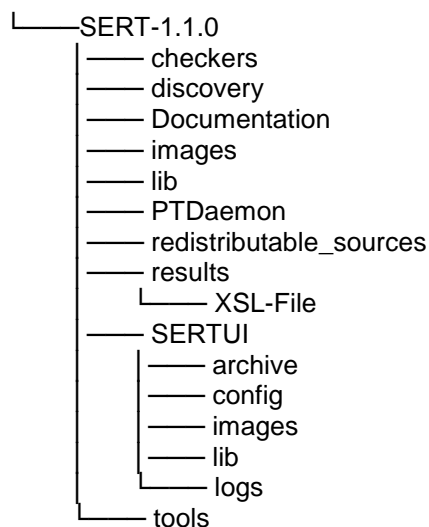 SERT-1.1.0
checkers
discovery
Documentation
images
lib
PTDaemon
redistributable_sources
results
XSL-File
SERTUI
archive
config
images
lib
logs
tools